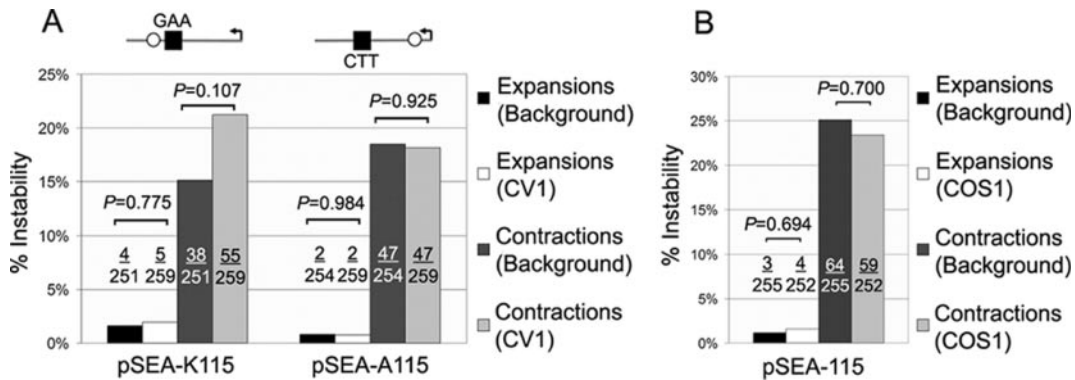 A
GAA
CTT
25%
20%
15%
10%
5%
0%
% Instability
P=0.775
4
251
5
259
P=0.107
38
251
55
259
P=0.984
2
254
2
259
P=0.925
47
254
47
259
pSEA-K115
pSEA-A115
Expansions
(Background)
Expansions
(CV1)
Contractions
(Background)
Contractions
(CV1)
B
30%
25%
20%
15%
10%
5%
0%
% Instability
P=0.694
3
255
4
252
P=0.700
64
255
59
252
pSEA-115
Expansions
(Background)
Expansions
(COS1)
Contractions
(Background)
Contractions
(COS1)